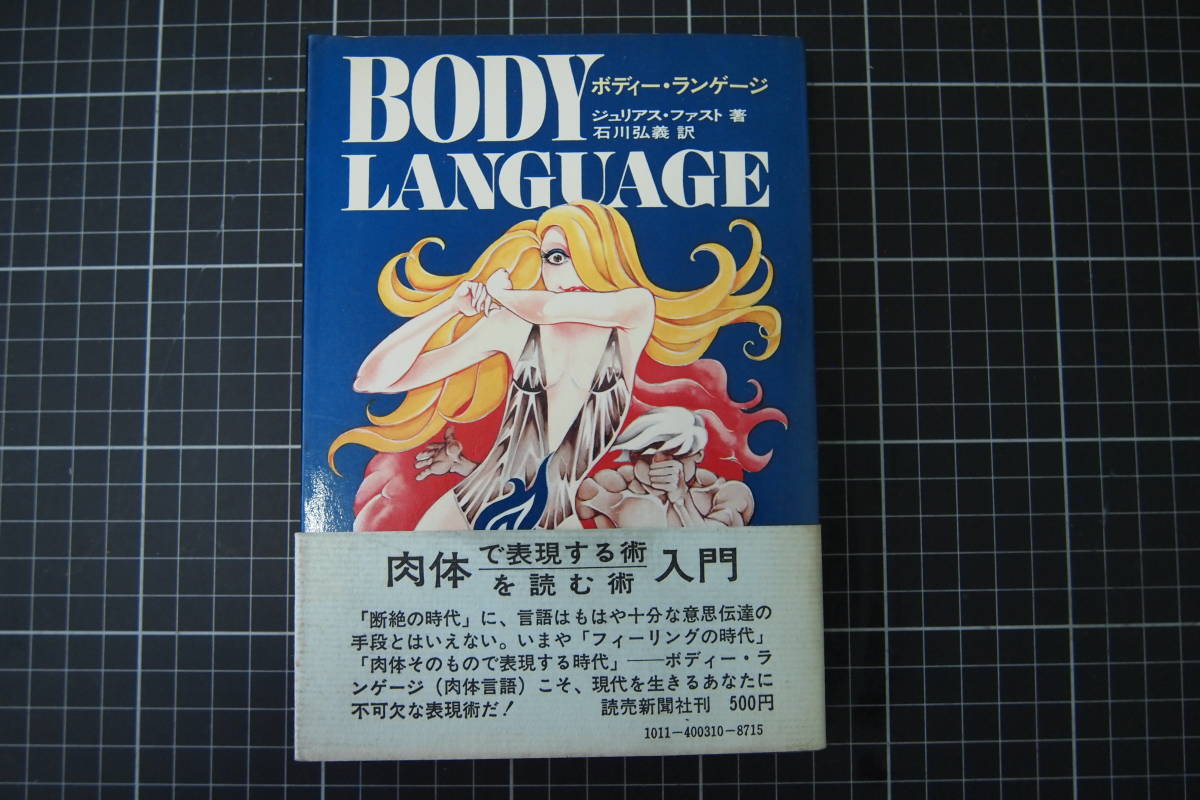 BODY
ボディー・ランゲージ
ジュリアス・ファスト 著
石川弘義 訳
LANGUAGE
肉体 で表現する術 入門
を読む術
「断絶の時代」に、言語はもはや十分な意思伝達の
手段とはいえない。いまや「フィーリングの時代」
「肉体そのもので表現する時代」——ボディー・ラ
ンゲージ（肉体言語）こそ、現代を生きるあなたに
不可欠な表現術だ！ 読売新聞社刊 500円
1011-400310-8715